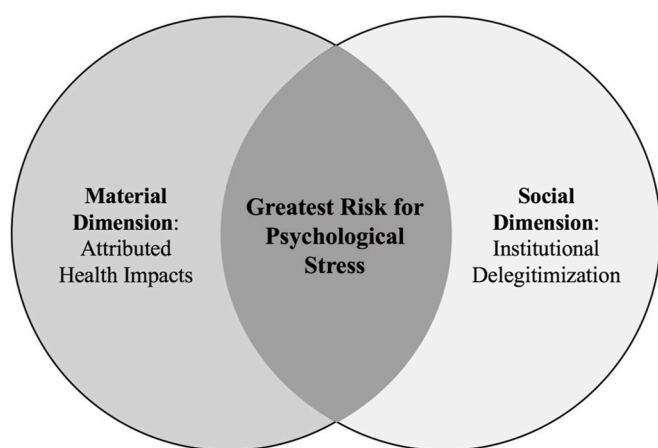 Material
Dimension:
Attributed
Health Impacts
Greatest Risk for
Psychological
Stress
Social
Dimension:
Institutional
Delegitimization